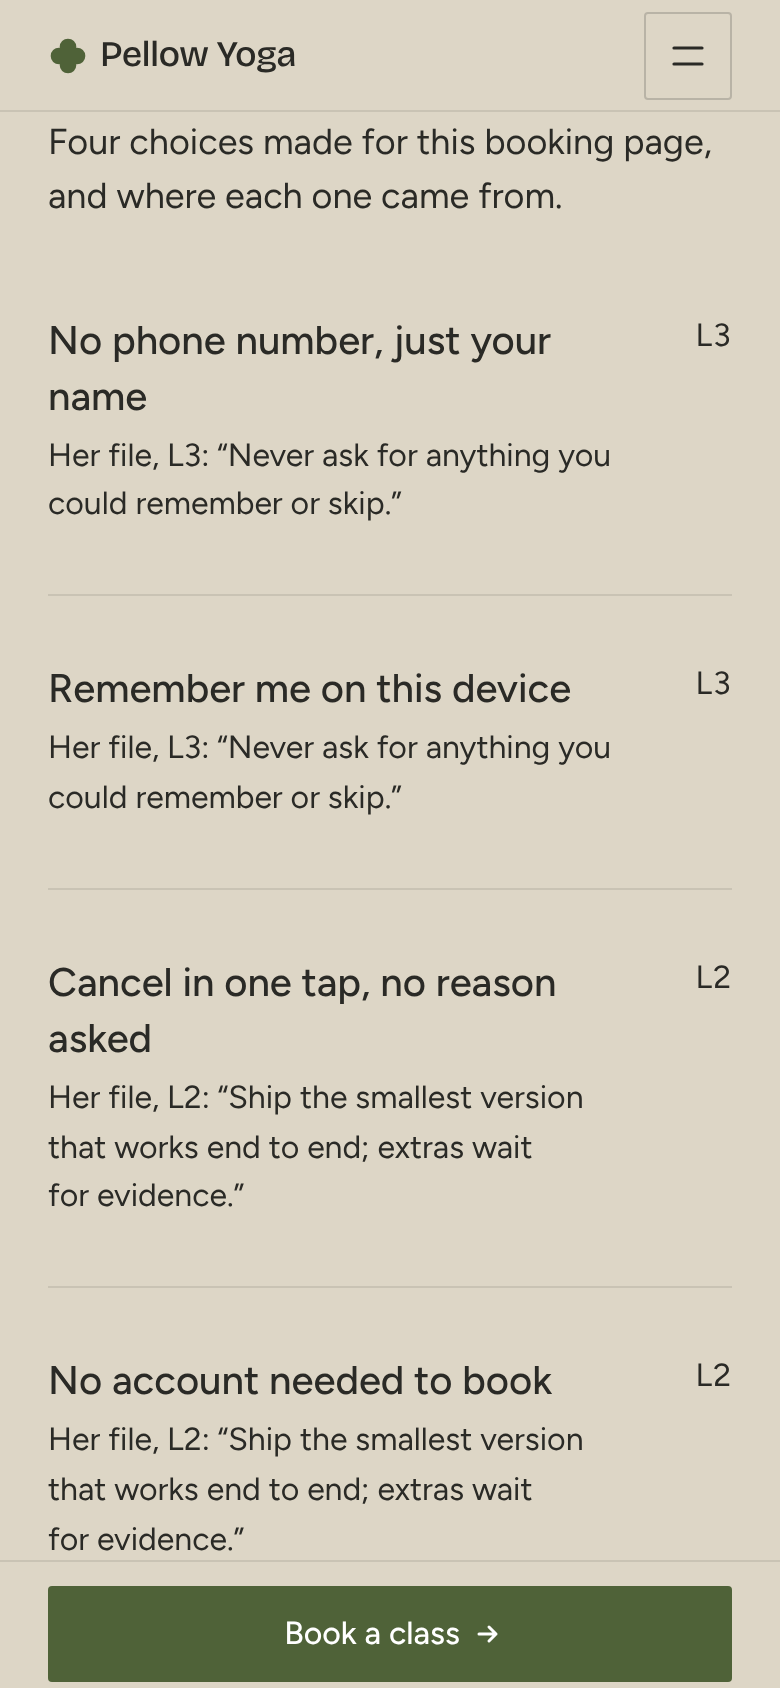 Pellow Yoga
Four choices made for this booking page,
and where each one came from.
No phone number, just your
name
L3
Her file, L3: “Never ask for anything you
could remember or skip.”
Remember me on this device
L3
Her file, L3: “Never ask for anything you
could remember or skip.”
Cancel in one tap, no reason
asked
L2
Her file, L2: “Ship the smallest version
that works end to end; extras wait
for evidence.”
No account needed to book
L2
Her file, L2: “Ship the smallest version
that works end to end; extras wait
for evidence.”
Book a class →